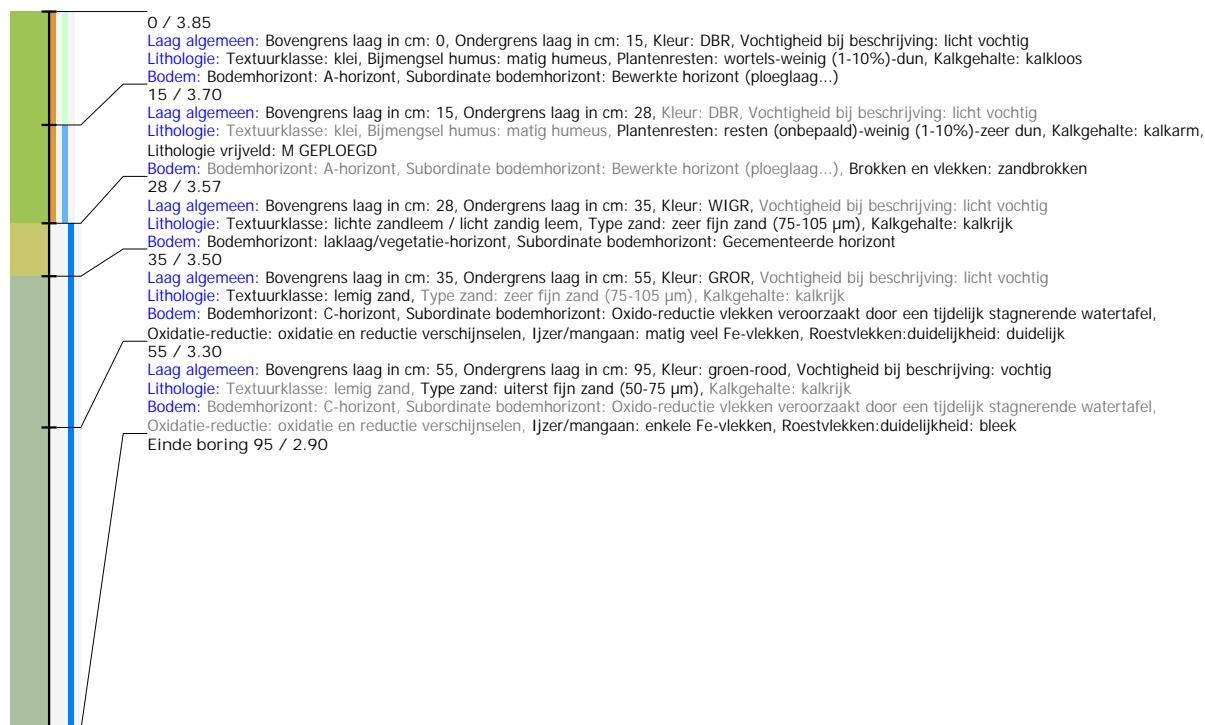 0 / 3.85
Laag algemeen: Bovengrens laag in cm: 0, Ondergrens laag in cm: 15, Kleur: DBR, Vochtigheid bij beschrijving: licht vochtig
Lithologie: Textuurklasse: klei, Bijmengsel humus: matig humeus, Plantenresten: wortels-weinig (1-10%)-dun, Kalkgehalte: kalkloos
Bodem: Bodemhorizont: A-horizont, Subordinate bodemhorizont: Bewerkte horizont (ploeglaag...)
15 / 3.70
Laag algemeen: Bovengrens laag in cm: 15, Ondergrens laag in cm: 28, Kleur: DBR, Vochtigheid bij beschrijving: licht vochtig
Lithologie: Textuurklasse: klei, Bijmengsel humus: matig humeus, Plantenresten: resten (onbepaald)-weinig (1-10%)-zeer dun, Kalkgehalte: kalkarm,
Lithologie vrijveld: M GEPLOEGD
Bodem: Bodemhorizont: A-horizont, Subordinate bodemhorizont: Bewerkte horizont (ploeglaag...), Brokken en vlekken: zandbrokken
28 / 3.57
Laag algemeen: Bovengrens laag in cm: 28, Ondergrens laag in cm: 35, Kleur: WIGR, Vochtigheid bij beschrijving: licht vochtig
Lithologie: Textuurklasse: lichte zandleem / licht zandig leem, Type zand: zeer fijn zand (75-105 µm), Kalkgehalte: kalkrijk
Bodem: Bodemhorizont: laklaag/vegetatie-horizont, Subordinate bodemhorizont: Gecementeerde horizont
35 / 3.50
Laag algemeen: Bovengrens laag in cm: 35, Ondergrens laag in cm: 55, Kleur: GROR, Vochtigheid bij beschrijving: licht vochtig
Lithologie: Textuurklasse: lemig zand, Type zand: zeer fijn zand (75-105 µm), Kalkgehalte: kalkrijk
Bodem: Bodemhorizont: C-horizont, Subordinate bodemhorizont: Oxido-reductie vlekken veroorzaakt door een tijdelijk stagnerende watertafel,
Oxidatie-reductie: oxidatie en reductie verschijnselen, Ijzer/mangaan: matig veel Fe-vlekken, Roestvlekken:duidelijkheid: duidelijk
55 / 3.30
Laag algemeen: Bovengrens laag in cm: 55, Ondergrens laag in cm: 95, Kleur: groen-rood, Vochtigheid bij beschrijving: vochtig
Lithologie: Textuurklasse: lemig zand, Type zand: uiterst fijn zand (50-75 µm), Kalkgehalte: kalkrijk
Bodem: Bodemhorizont: C-horizont, Subordinate bodemhorizont: Oxido-reductie vlekken veroorzaakt door een tijdelijk stagnerende watertafel,
Oxidatie-reductie: oxidatie en reductie verschijnselen, Ijzer/mangaan: enkele Fe-vlekken, Roestvlekken:duidelijkheid: bleek
Einde boring 95 / 2.90